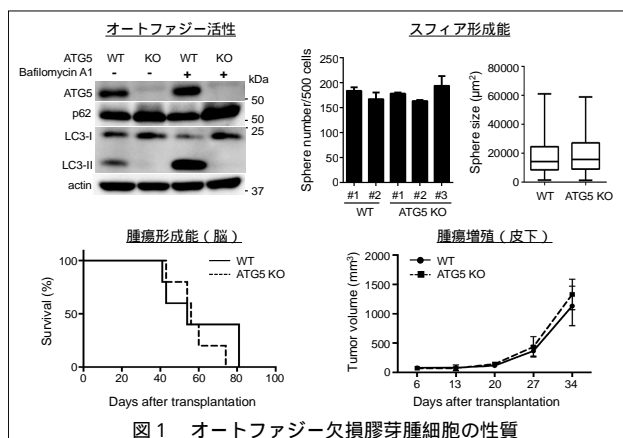 オートファジー活性
ATG5 WT KO WT KO
Bafilomycin A1 - - + +
kDa
ATG5
50
p62
50
LC3-I
25
LC3-II
actin
37
スフィア形成能
Sphere number/500 cells
250
200
150
100
50
0
#1 #2 #1 #2 #3
WT ATG5 KO
Sphere size (μm²)
80000
60000
40000
20000
0
WT ATG5 KO
腫瘍形成能（脳）
Survival (%)
100
50
0
WT
ATG5 KO
0 20 40 60 80 100
Days after transplantation
腫瘍増殖（皮下）
Tumor volume (mm³)
2000
1500
1000
500
0
WT
ATG5 KO
6 13 20 27 34
Days after transplantation
図1 オートファジー欠損膠芽腫細胞の性質